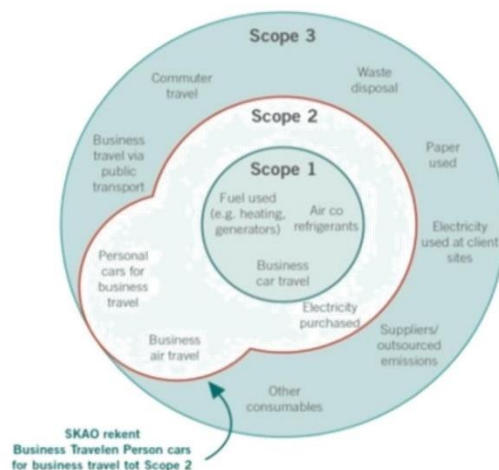 Scope 3
Commuter
travel
Waste
disposal
Scope 2
Business
travel via
public
transport
Paper
used
Scope 1
Fuel used
(e.g. heating,
generators)
Air co
refrigerants
Electricity
used at client
sites
Personal
cars for
business
travel
Business
car travel
Electricity
purchased
Business
air travel
Suppliers/
outsourced
emissions
Other
consumables
SKAO rekent
Business Travelen Person cars
for business travel tot Scope 2